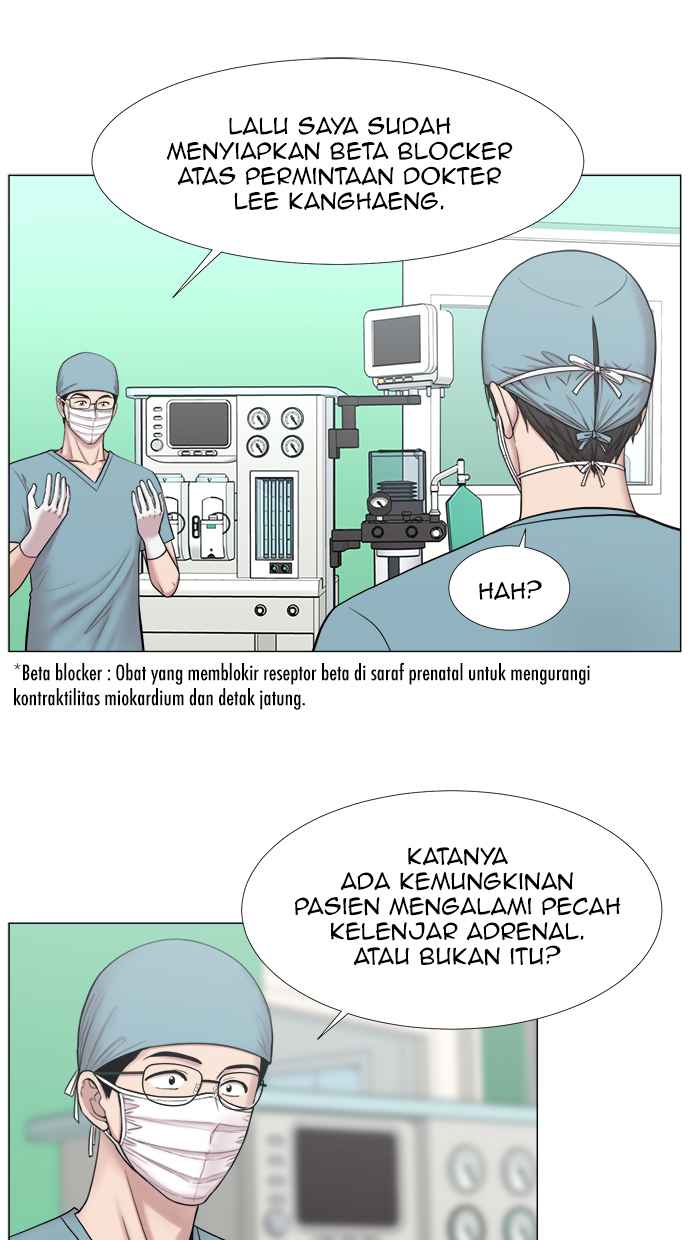 LALU SAYA SUDAH
MENYIAPKAN BETA BLOCKER
ATAS PERMINTAAN DOKTER
LEE KANGHAENG.
HAH?
*Beta blocker : Obat yang memblokir reseptor beta di saraf prenatal untuk mengurangi
kontraktilitas miokardium dan detak jatung.
KATANYA
ADA KEMUNGKINAN
PASIEN MENGALAMI PECAH
KELENJAR ADRENAL.
ATAU BUKAN ITU?